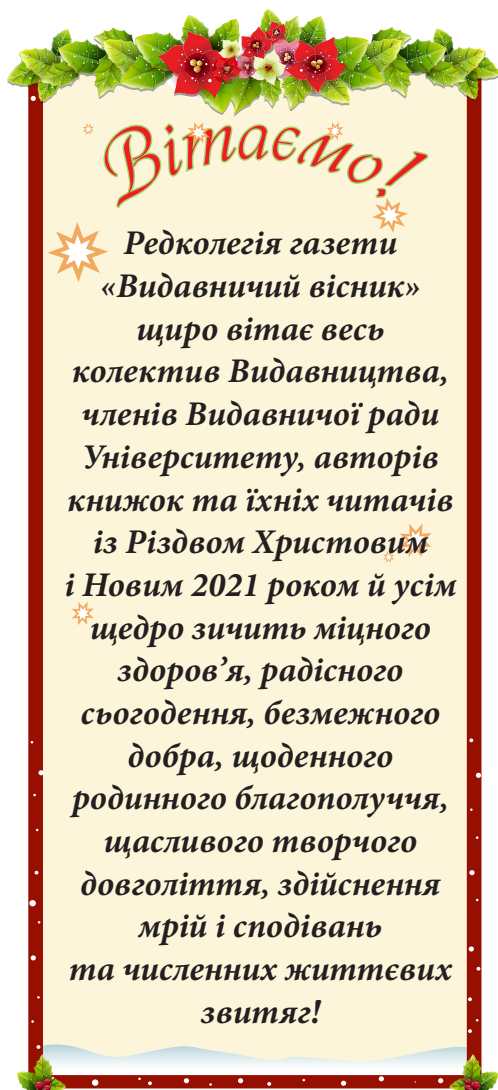 Вітаємо!
Редколегія газети
«Видавничий вісник»
щиро вітає весь
колектив Видавництва,
членів Видавничої ради
Університету, авторів
книжок та їхніх читачів
із Різдвом Христовим
і Новим 2021 роком й усім
щедро зичить міцного
здоров’я, радісного
сьогодення, безмежного
добра, щоденного
родинного благополуччя,
щасливого творчого
довголіття, здійснення
мрій і сподівань
та численних життєвих
звитяг!